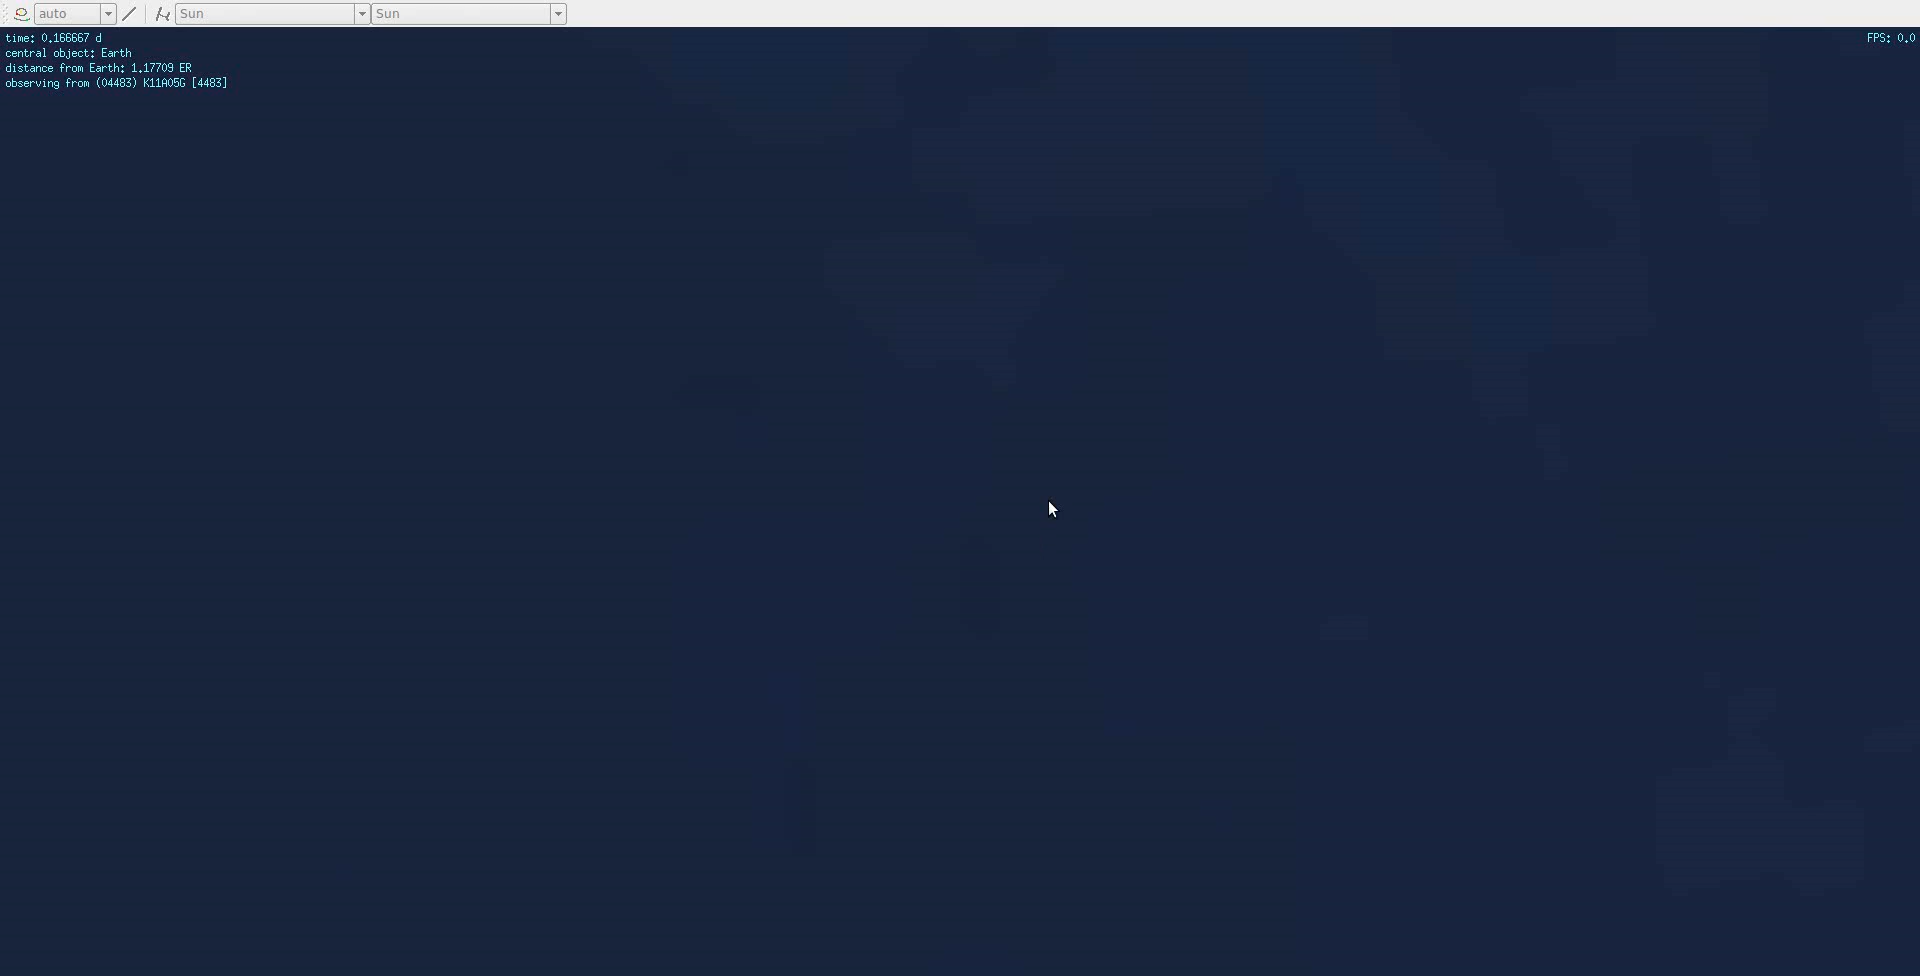 auto Sun Sun
time: 0.166667 d
FPS: 0.0
central object: Earth
distance from Earth: 1.17709 ER
observing from (04483) K11A05G [4483]